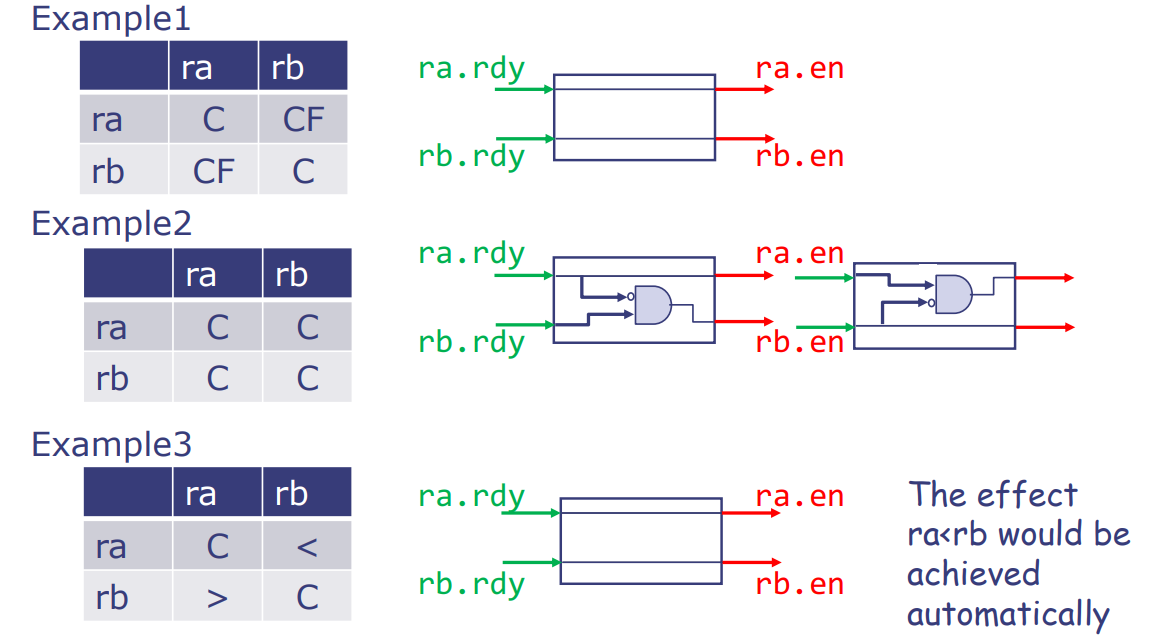 Example1
ra rb
ra C CF
rb CF C
ra.rdy ra.en
rb.rdy rb.en
Example2
ra rb
ra C C
rb C C
ra.rdy ra.en
rb.rdy rb.en
Example3
ra rb
ra C <
rb > C
ra.rdy ra.en
rb.rdy rb.en
The effect
ra<rb would be
achieved
automatically